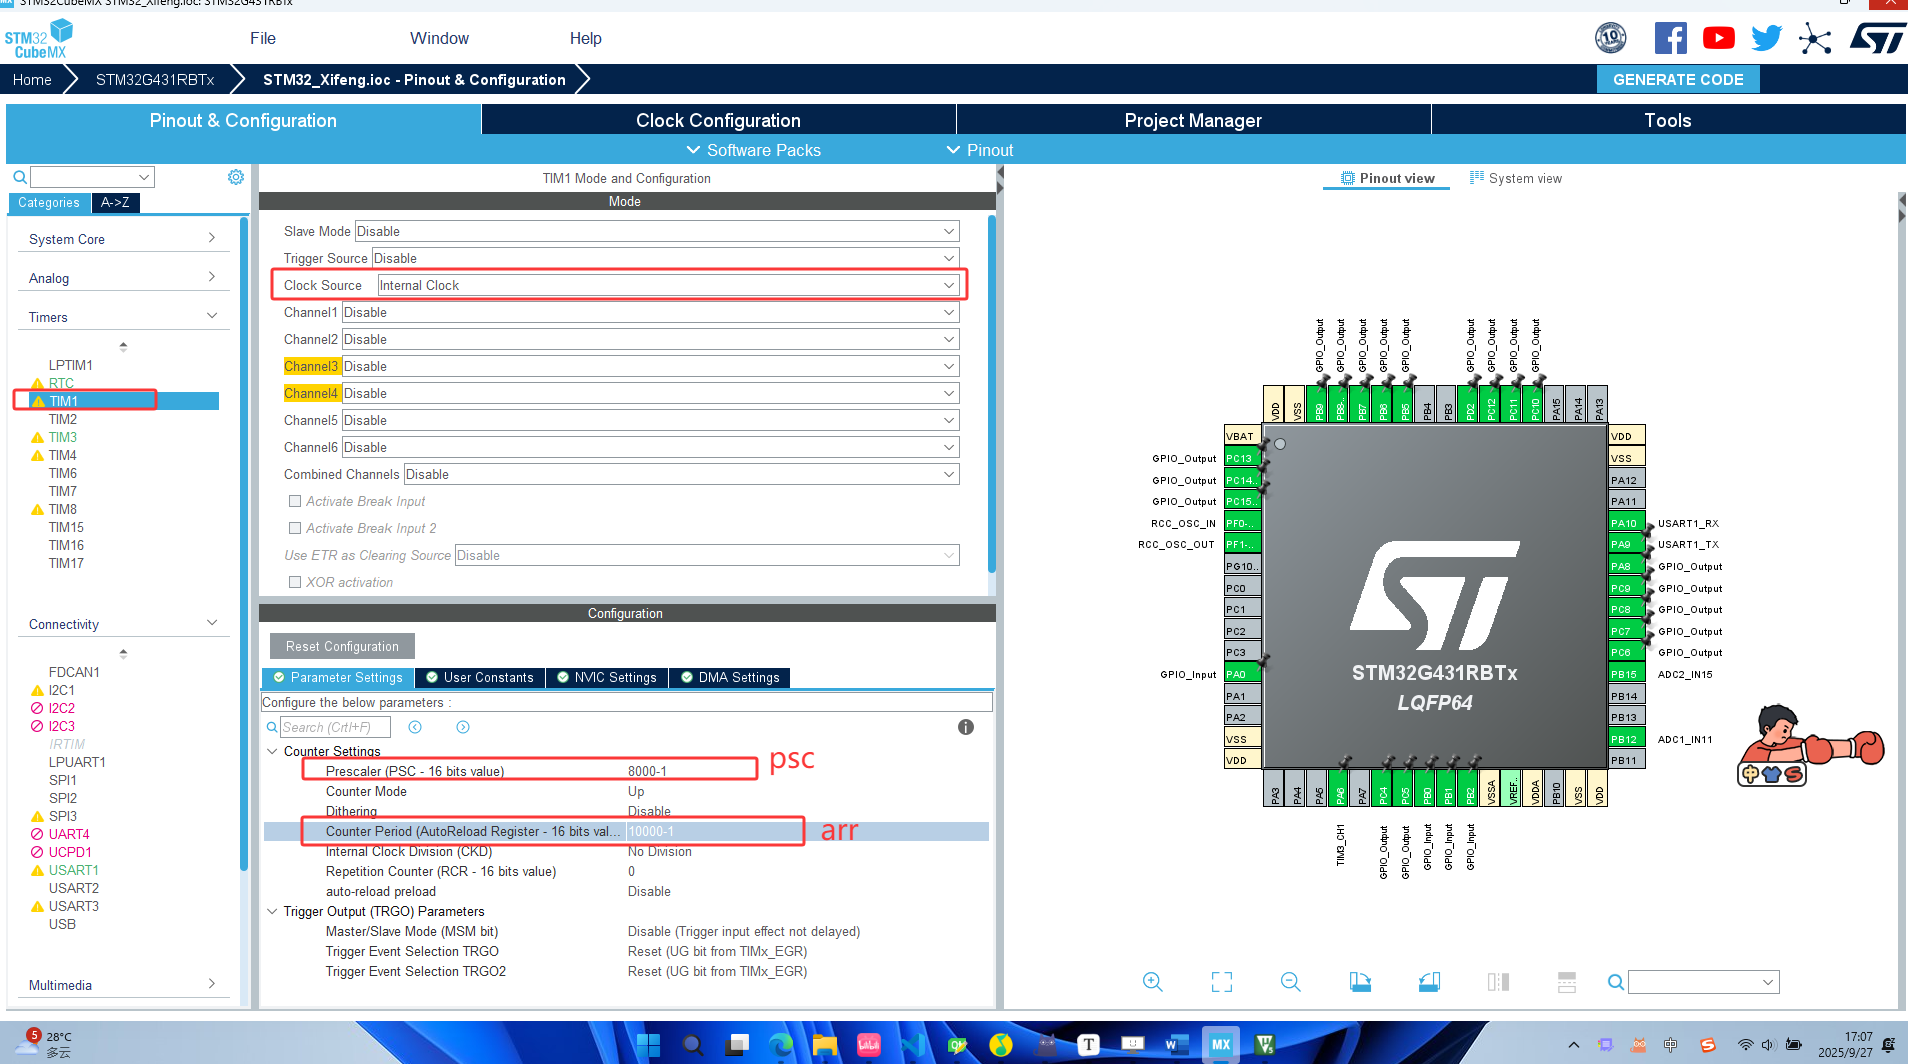 STM32CubeMX STM32_Xifeng.ioc: STM32G431RBTx
STM32
CubeMX
File
Window
Help
10
ST
Home
STM32G431RBTx
STM32_Xifeng.ioc - Pinout & Configuration
GENERATE CODE
Pinout & Configuration
Clock Configuration
Project Manager
Tools
Software Packs
Pinout
Categories
A->Z
System Core
Analog
Timers
LPTIM1
RTC
TIM1
TIM2
TIM3
TIM4
TIM6
TIM7
TIM8
TIM15
TIM16
TIM17
Connectivity
FDCAN1
I2C1
I2C2
I2C3
IRTIM
LPUART1
SPI1
SPI2
SPI3
UART4
UCPD1
USART1
USART2
USART3
USB
Multimedia
TIM1 Mode and Configuration
Mode
Slave Mode Disable
Trigger Source Disable
Clock Source Internal Clock
Channel1 Disable
Channel2 Disable
Channel3 Disable
Channel4 Disable
Channel5 Disable
Channel6 Disable
Combined Channels Disable
Activate Break Input
Activate Break Input 2
Use ETR as Clearing Source Disable
XOR activation
Configuration
Reset Configuration
Parameter Settings
User Constants
NVIC Settings
DMA Settings
Configure the below parameters :
Search (Crtl+F)
Counter Settings
Prescaler (PSC - 16 bits value) 8000-1
psc
Counter Mode Up
Dithering Disable
Counter Period (AutoReload Register - 16 bits val... 10000-1
arr
Internal Clock Division (CKD) No Division
Repetition Counter (RCR - 16 bits value) 0
auto-reload preload Disable
Trigger Output (TRGO) Parameters
Master/Slave Mode (MSM bit) Disable (Trigger input effect not delayed)
Trigger Event Selection TRGO Reset (UG bit from TIMx_EGR)
Trigger Event Selection TRGO2 Reset (UG bit from TIMx_EGR)
Pinout view
System view
GPIO_Output
GPIO_Output
GPIO_Output
GPIO_Output
GPIO_Output
GPIO_Output
GPIO_Output
GPIO_Output
GPIO_Output
VDD
VSS
PB9
PB8..
PB7
PB6
PB5
PB4
PB3
PD2
PC12
PC11
PC10
PA15
PA14
PA13
VBAT
GPIO_Output PC13
GPIO_Output PC14..
GPIO_Output PC15..
RCC_OSC_IN PF0-..
RCC_OSC_OUT PF1-..
PG10..
PC0
PC1
PC2
PC3
GPIO_Input PA0
PA1
PA2
VSS
VDD
ST
STM32G431RBTx
LQFP64
VDD
VSS
PA12
PA11
PA10 USART1_RX
PA9 USART1_TX
PA8 GPIO_Output
PC9 GPIO_Output
PC8 GPIO_Output
PC7 GPIO_Output
PC6 GPIO_Output
PB15 ADC2_IN15
PB14
PB13
PB12 ADC1_IN11
PB11
PA3
PA4
PA5
PA6
PA7
PC4
PC5
PB0
PB1
PB2
VSSA
VREF..
VDDA
PB10
VSS
VDD
TIM3_CH1
GPIO_Output
GPIO_Output
GPIO_Input
GPIO_Input
GPIO_Input
中
S
5
28°C
多云
bilibili
T
W
MX
V5
中
S
17:07
2025/9/27